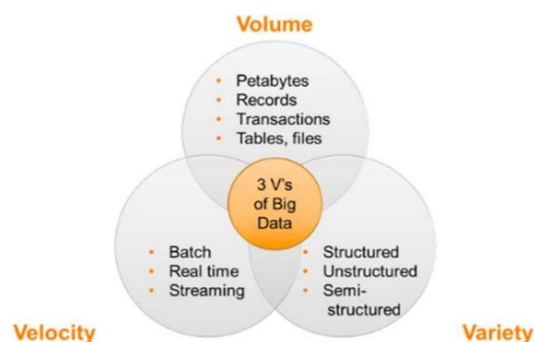 Volume
• Petabytes
• Records
• Transactions
• Tables, files
3 V's
of Big
Data
• Batch
• Real time
• Streaming
• Structured
• Unstructured
• Semi-
structured
Velocity
Variety